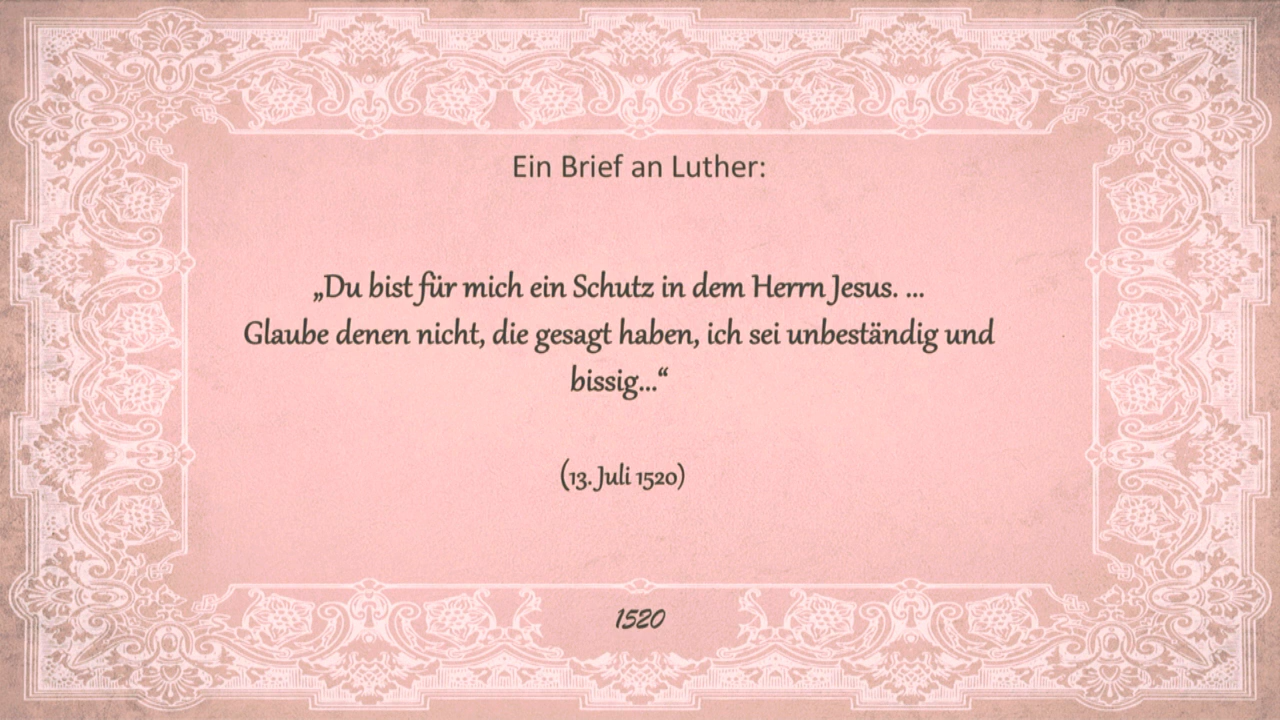 Ein Brief an Luther:
„Du bist für mich ein Schutz in dem Herrn Jesus. ...
Glaube denen nicht, die gesagt haben, ich sei unbeständig und
bissig...“
(13. Juli 1520)
1520